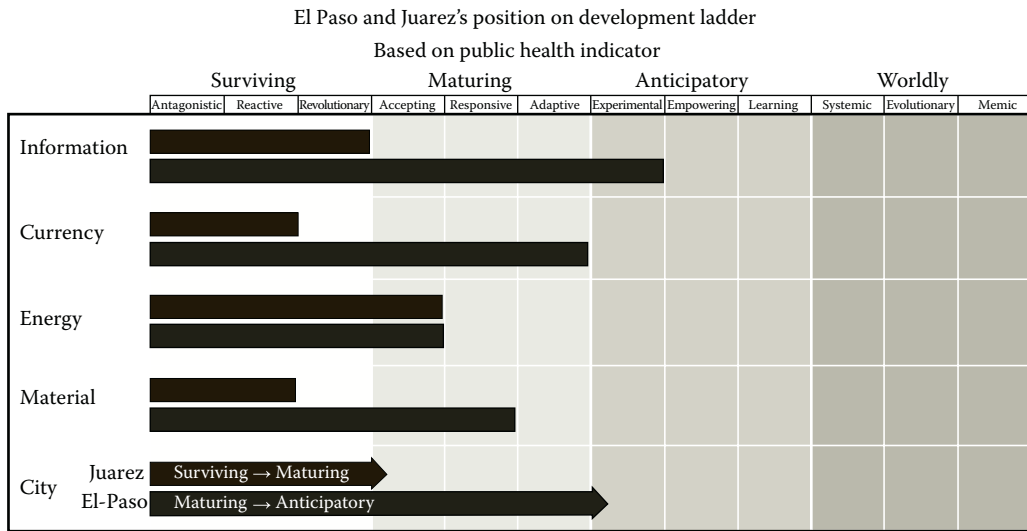 El Paso and Juarez's position on development ladder
Based on public health indicator
Surviving Maturing Anticipatory Worldly
Antagonistic Reactive Revolutionary Accepting Responsive Adaptive Experimental Empowering Learning Systemic Evolutionary Memic
Information
Currency
Energy
Material
City
Juarez Surviving → Maturing
El-Paso Maturing → Anticipatory